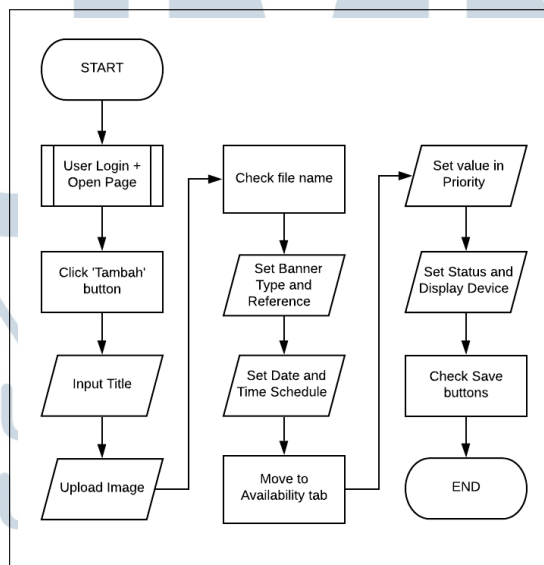 START
User Login +
Open Page
Click 'Tambah'
button
Input Title
Upload Image
Check file name
Set Banner
Type and
Reference
Set Date and
Time Schedule
Move to
Availability tab
Set value in
Priority
Set Status and
Display Device
Check Save
buttons
END